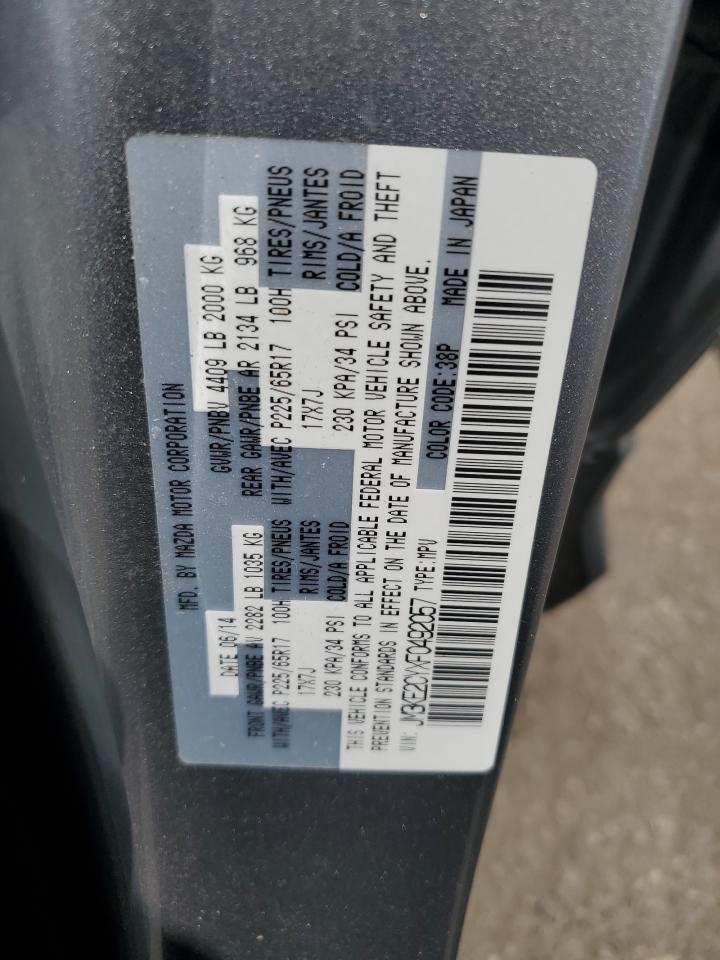 MFD. BY MAZDA MOTOR CORPORATION
DATE 06/14 GVWR/PNBV 4409 LB 2000 KG
FRONT GAWR/PNBE AV 2282 LB 1035 KG REAR GAWR/PNBE AR 2134 LB 968 KG
WITH/AVEC P225/65R17 100H TIRES/PNEUS WITH/AVEC P225/65R17 100H TIRES/PNEUS
17X7J RIMS/JANTES 17X7J RIMS/JANTES
230 KPA/34 PSI COLD/A FROID 230 KPA/34 PSI COLD/A FROID
THIS VEHICLE CONFORMS TO ALL APPLICABLE FEDERAL MOTOR VEHICLE SAFETY AND THEFT
PREVENTION STANDARDS IN EFFECT ON THE DATE OF MANUFACTURE SHOWN ABOVE.
VIN: JM3KE2CYXF0492057 TYPE:MPV COLOR CODE:38P MADE IN JAPAN